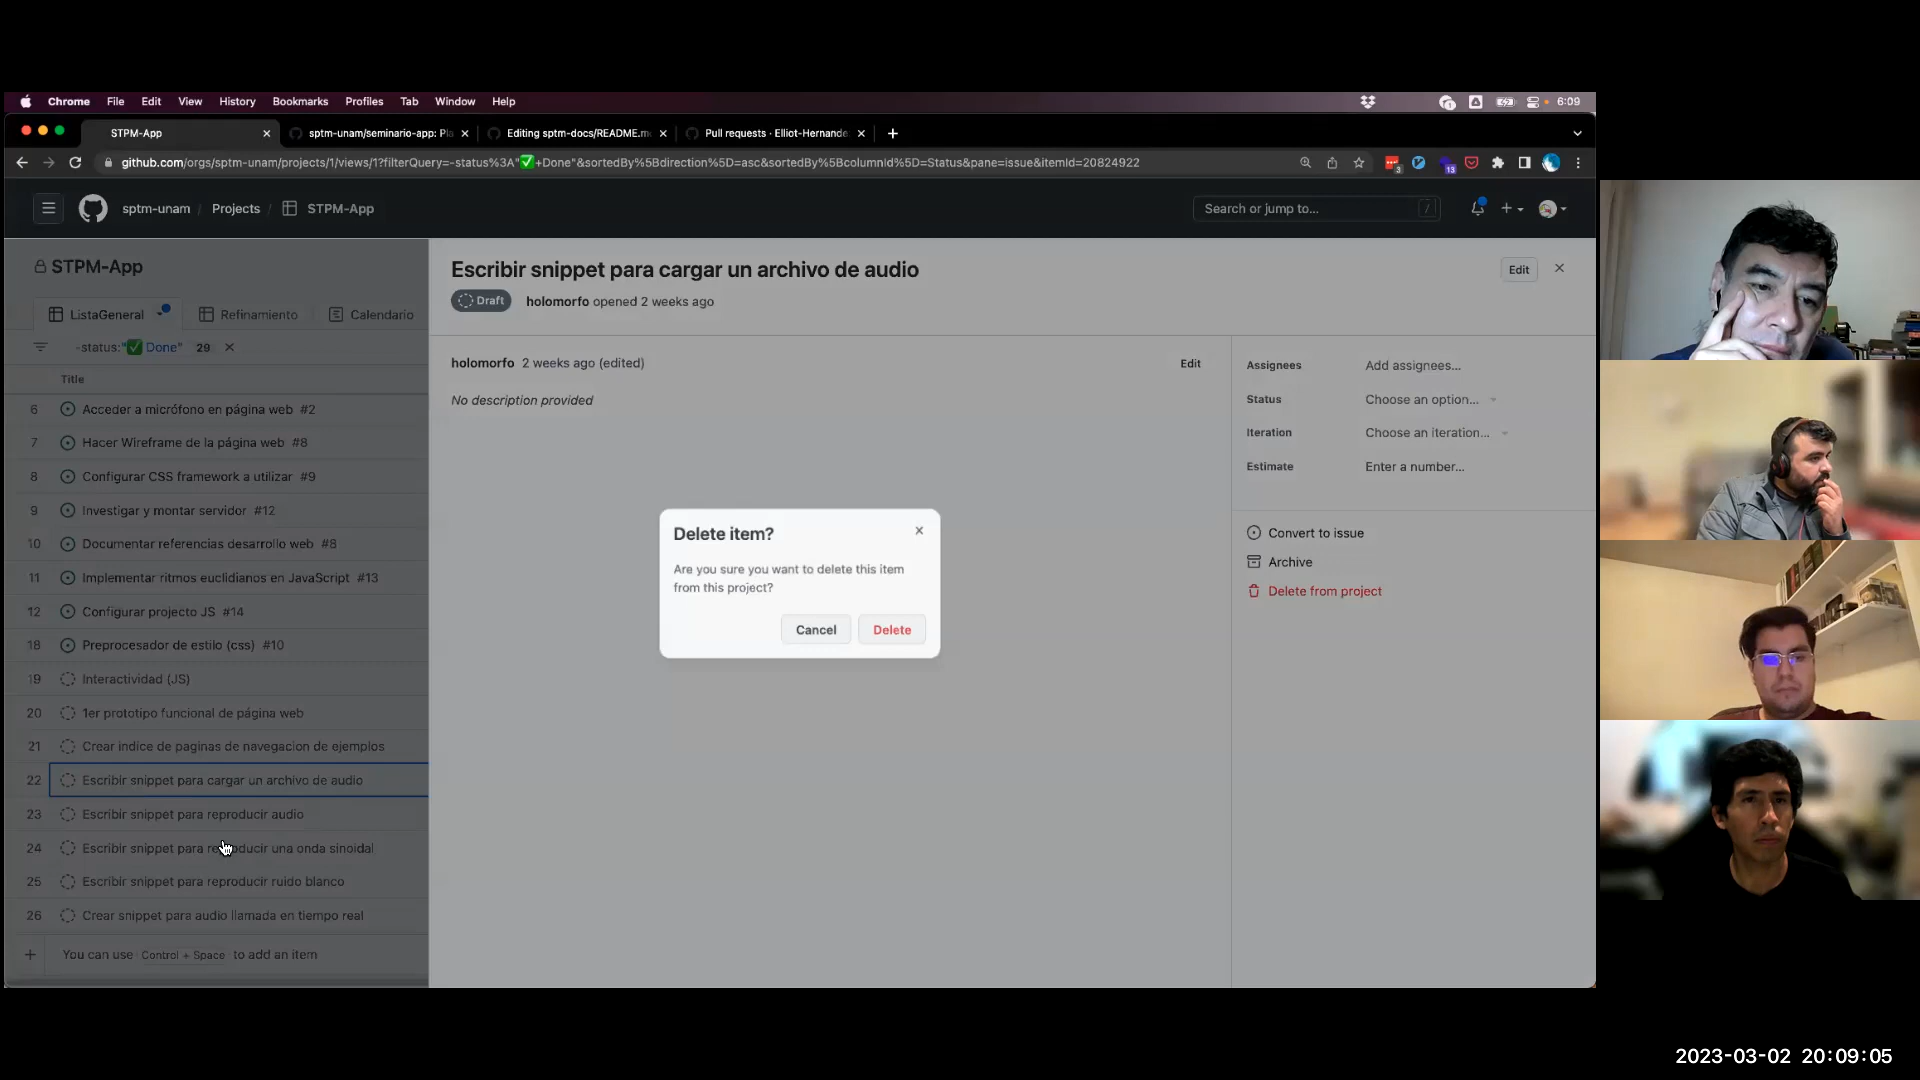 Chrome File Edit View History Bookmarks Profiles Tab Window Help 6:09
STPM-App
sptm-unam/seminario-app: Pl
Editing sptm-docs/README.m
Pull requests · Elliot-Hernande
github.com/orgs/sptm-unam/projects/1/views/1?filterQuery=-status%3A"✅+Done"&sortedBy%5Bdirection%5D=asc&sortedBy%5BcolumnId%5D=Status&pane=issue&itemId=20824922
3
13
sptm-unam / Projects / STPM-App
Search or jump to... /
STPM-App
ListaGeneral
Refinamiento
Calendario
-status:"✅ Done" 29
Title
6 Acceder a micrófono en página web #2
7 Hacer Wireframe de la página web #8
8 Configurar CSS framework a utilizar #9
9 Investigar y montar servidor #12
10 Documentar referencias desarrollo web #8
11 Implementar ritmos euclidianos en JavaScript #13
12 Configurar projecto JS #14
18 Preprocesador de estilo (css) #10
19 Interactividad (JS)
20 1er prototipo funcional de página web
21 Crear indice de paginas de navegacion de ejemplos
22 Escribir snippet para cargar un archivo de audio
23 Escribir snippet para reproducir audio
24 Escribir snippet para reproducir una onda sinoidal
25 Escribir snippet para reproducir ruido blanco
26 Crear snippet para audio llamada en tiempo real
+ You can use Control + Space to add an item
Escribir snippet para cargar un archivo de audio
Edit
Draft holomorfo opened 2 weeks ago
holomorfo 2 weeks ago (edited)
Edit
No description provided
Assignees Add assignees...
Status Choose an option...
Iteration Choose an iteration...
Estimate Enter a number...
Convert to issue
Archive
Delete from project
Delete item?
Are you sure you want to delete this item
from this project?
Cancel Delete
2023-03-02 20:09:05